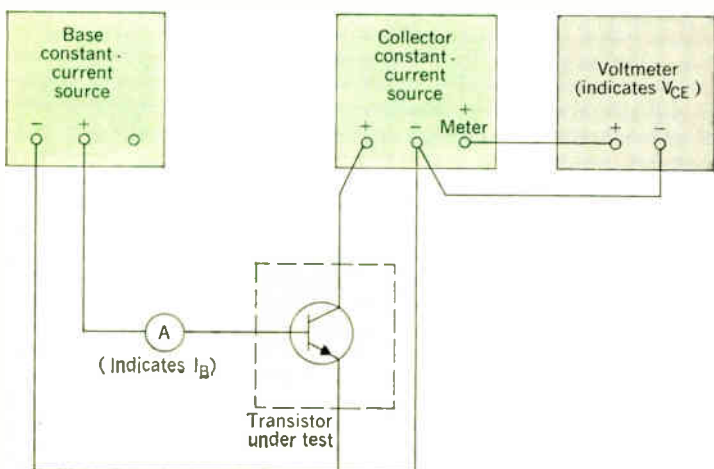 Base
constant-
current
source
- +
Collector
constant-
current
source
+ - + Meter
Voltmeter
(indicates VCE)
+ -
A
(Indicates IB)
Transistor
under test